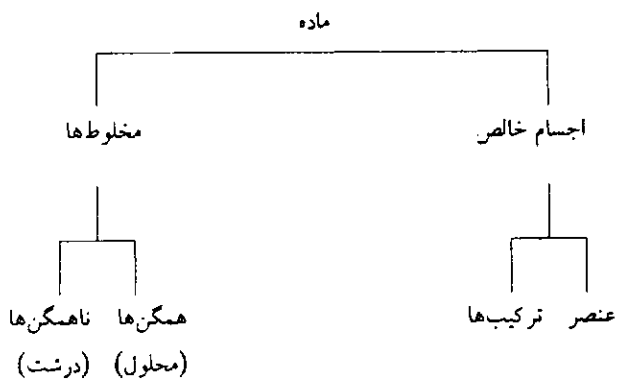 ماده
اجسام خالص
مخلوط‌ها
عنصر
ترکیب‌ها
همگن‌ها
(محلول)
ناهمگن‌ها
(درشت)